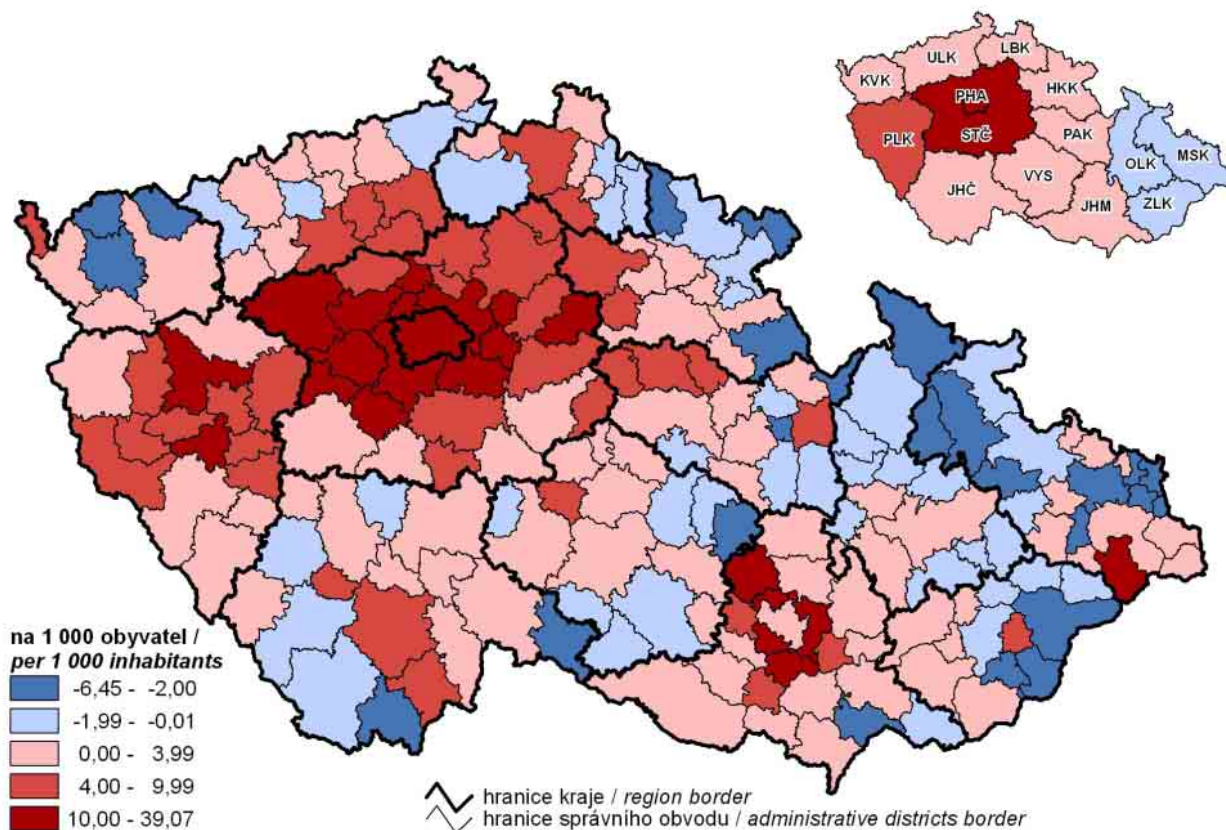 LBK
ULK
KVK
HKK
PHA
PLK
STČ
PAK
OLK
MSK
VYS
JHČ
JHM
ZLK
na 1 000 obyvatel /
per 1 000 inhabitants
-6,45 - -2,00
-1,99 - -0,01
0,00 - 3,99
4,00 - 9,99
10,00 - 39,07
hranice kraje / region border
hranice správního obvodu / administrative districts border